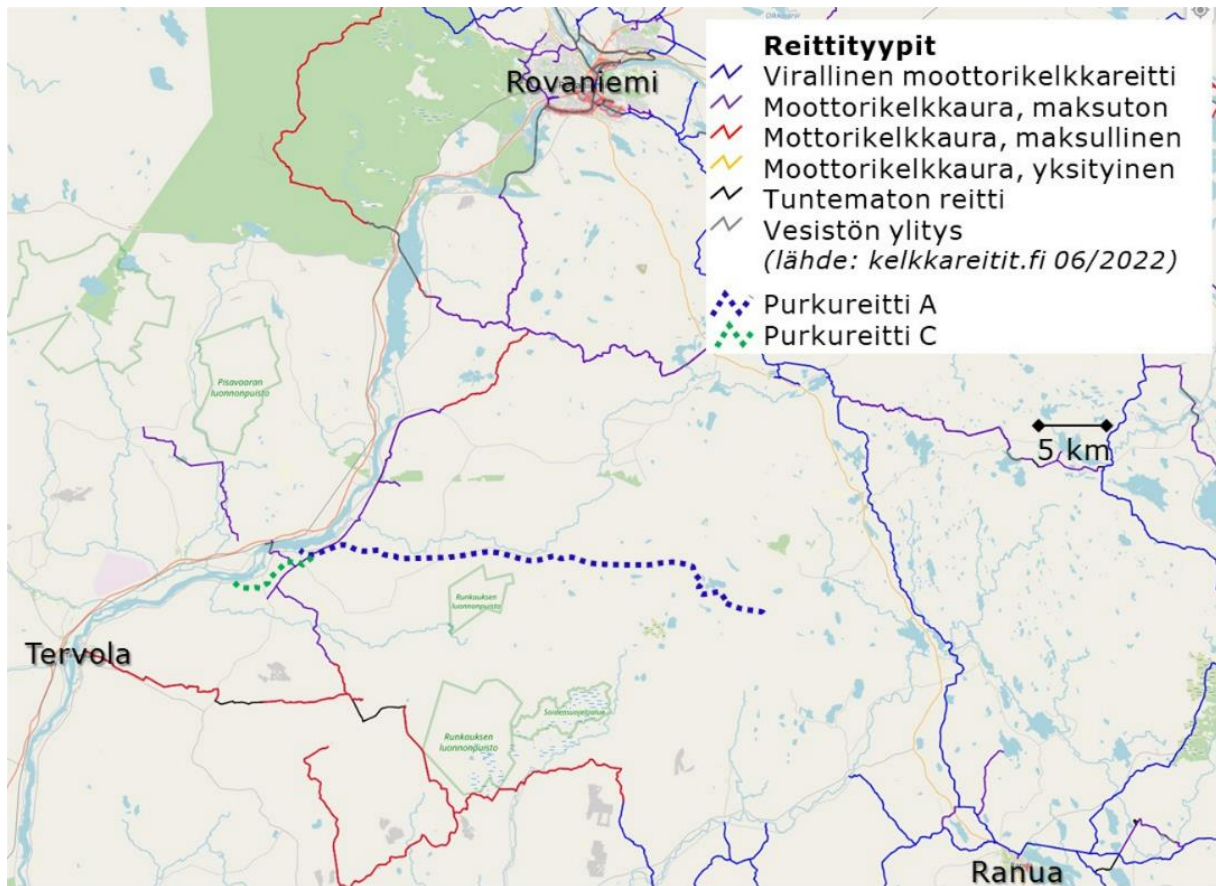 Rovaniemi
Reittityypit
Virallinen moottorikelkkareitti
Moottorikelkkaura, maksuton
Mottorikelkkaura, maksullinen
Moottorikelkkaura, yksityinen
Tuntematon reitti
Vesistön ylitys
(lähde: kelkkareitit.fi 06/2022)
Purkureitti A
Purkureitti C
Pisavaaran
luonnonpuisto
5 km
Runkauksen
luonnonpuisto
Tervola
Soidensuojelualue
Runkauksen
luonnonpuisto
Ranua